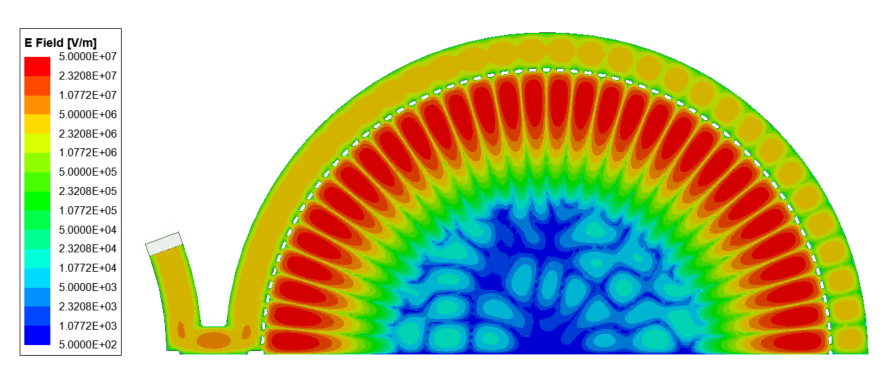 E Field [V/m]
5.0000E+07
2.3208E+07
1.0772E+07
5.0000E+06
2.3208E+06
1.0772E+06
5.0000E+05
2.3208E+05
1.0772E+05
5.0000E+04
2.3208E+04
1.0772E+04
5.0000E+03
2.3208E+03
1.0772E+03
5.0000E+02